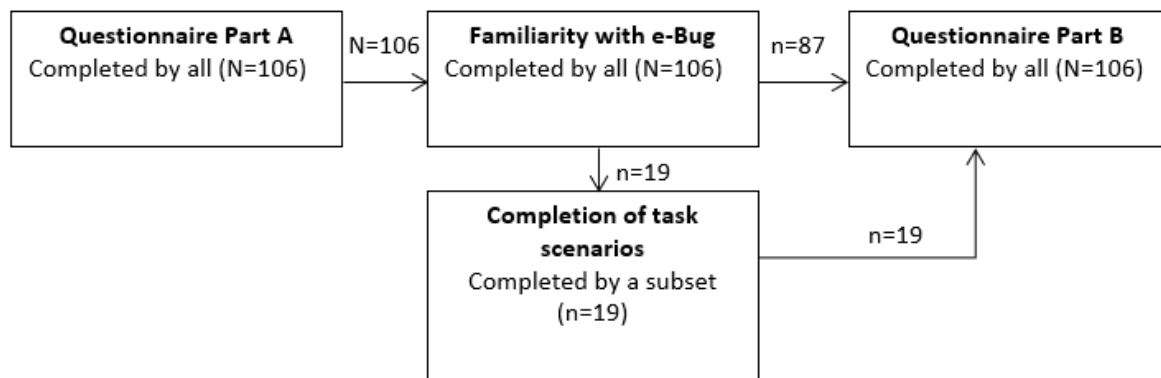 Questionnaire Part A
Completed by all (N=106)
N=106
Familiarity with e-Bug
Completed by all (N=106)
n=87
Questionnaire Part B
Completed by all (N=106)
n=19
Completion of task
scenarios
Completed by a subset
(n=19)
n=19